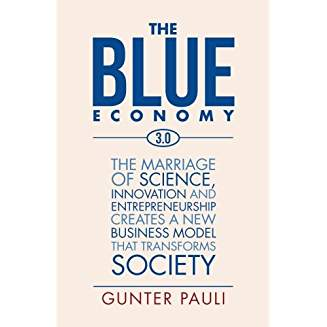 THE
BLUE
ECONOMY
3.0
THE MARRIAGE
OF SCIENCE,
INNOVATION AND
ENTREPRENEURSHIP
CREATES A NEW
BUSINESS MODEL
THAT TRANSFORMS
SOCIETY
GUNTER PAULI